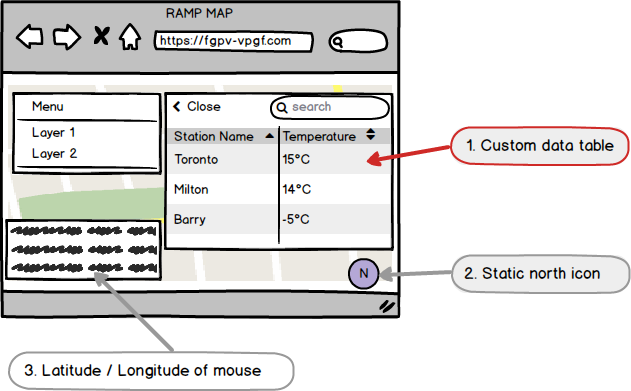 RAMP MAP
https://fgpv-vpgf.com
Menu
Layer 1
Layer 2
Close
search
Station Name
Temperature
Toronto
15°C
Milton
14°C
Barry
-5°C
N
1. Custom data table
2. Static north icon
3. Latitude / Longitude of mouse